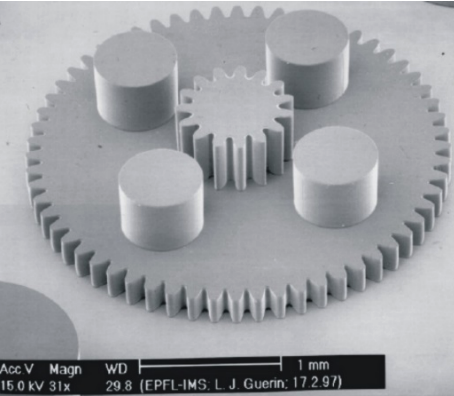 Acc.V Magn WD 1 mm
15.0 kV 31x 29.8 (EPFL-IMS; L. J. Guerin; 17.2.97)